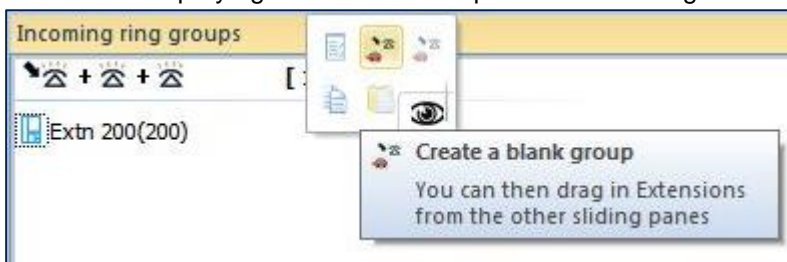 Incoming ring groups
+ + [
Extn 200(200)
Create a blank group
You can then drag in Extensions
from the other sliding panes